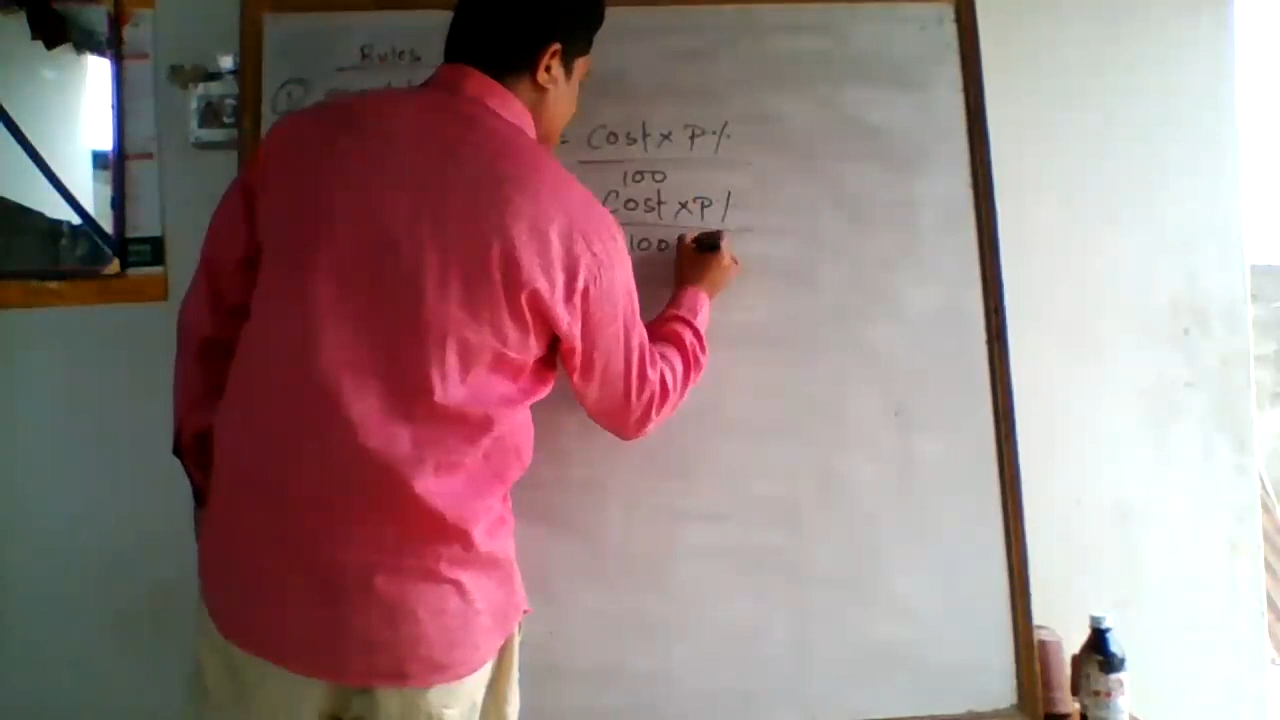 Rules
①
= Cost × P%
100
Cost × P/
100